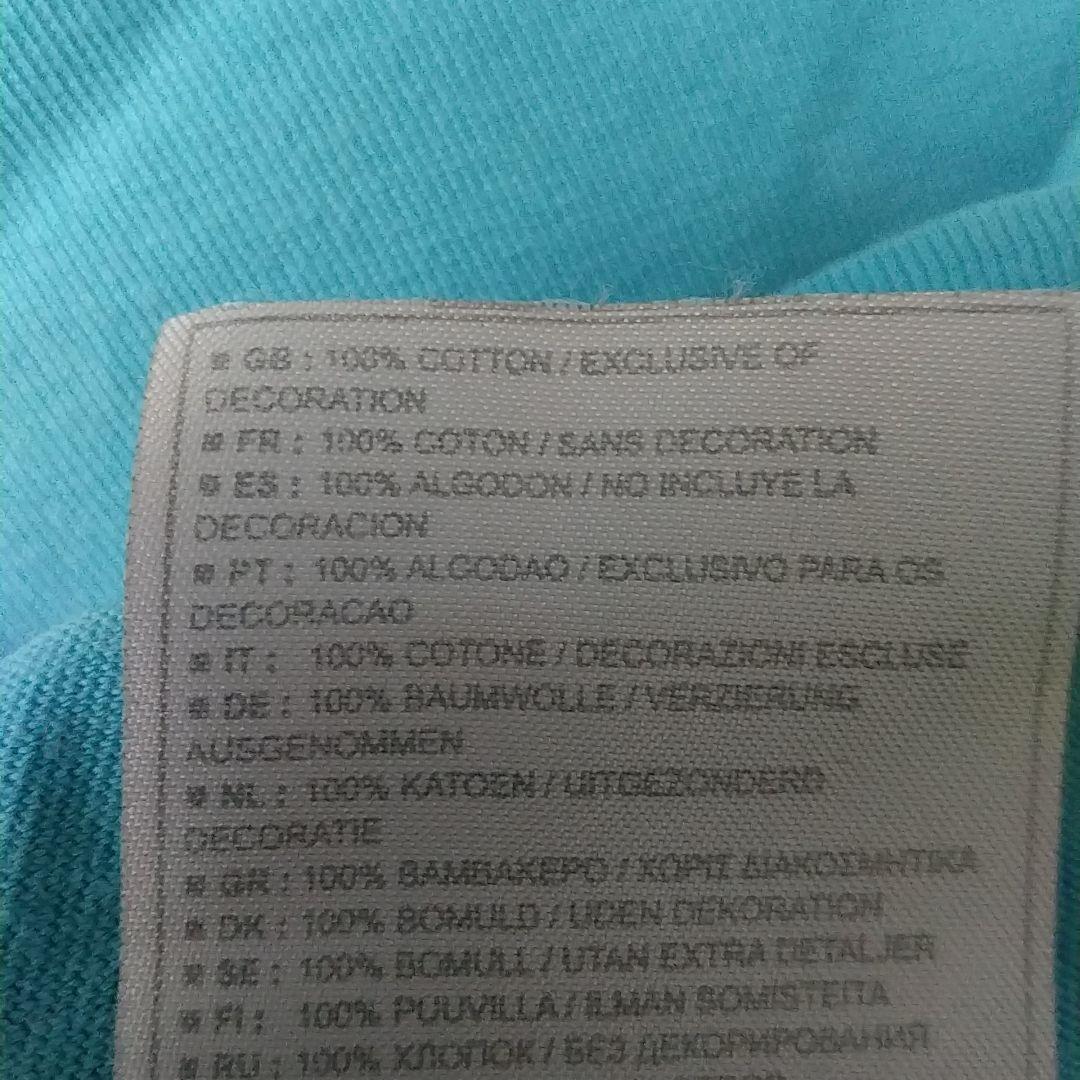 GB : 100% COTTON / EXCLUSIVE OF
DECORATION
FR : 100% COTON / SANS DECORATION
ES : 100% ALGODON / NO INCLUYE LA
DECORACION
PT : 100% ALGODAO / EXCLUSIVO PARA OS
DECORACAO
IT : 100% COTONE / DECORAZIONI ESCLUSE
DE : 100% BAUMWOLLE / VERZIERUNG
AUSGENOMMEN
NL : 100% KATOEN / UITGEZONDERD
DECORATIE
GR : 100% ΒΑΜΒΑΚΕΡΟ / ΧΩΡΙΣ ΔΙΑΚΟΣΜΗΤΙΚΑ
DK : 100% BOMULD / UDEN DEKORATION
SE : 100% BOMULL / UTAN EXTRA DETALJER
FI : 100% PUUVILLA / ILMAN SOMISTEITA
RU : 100% ХЛОПОК / БЕЗ ДЕКОРИРОВАНИЯ